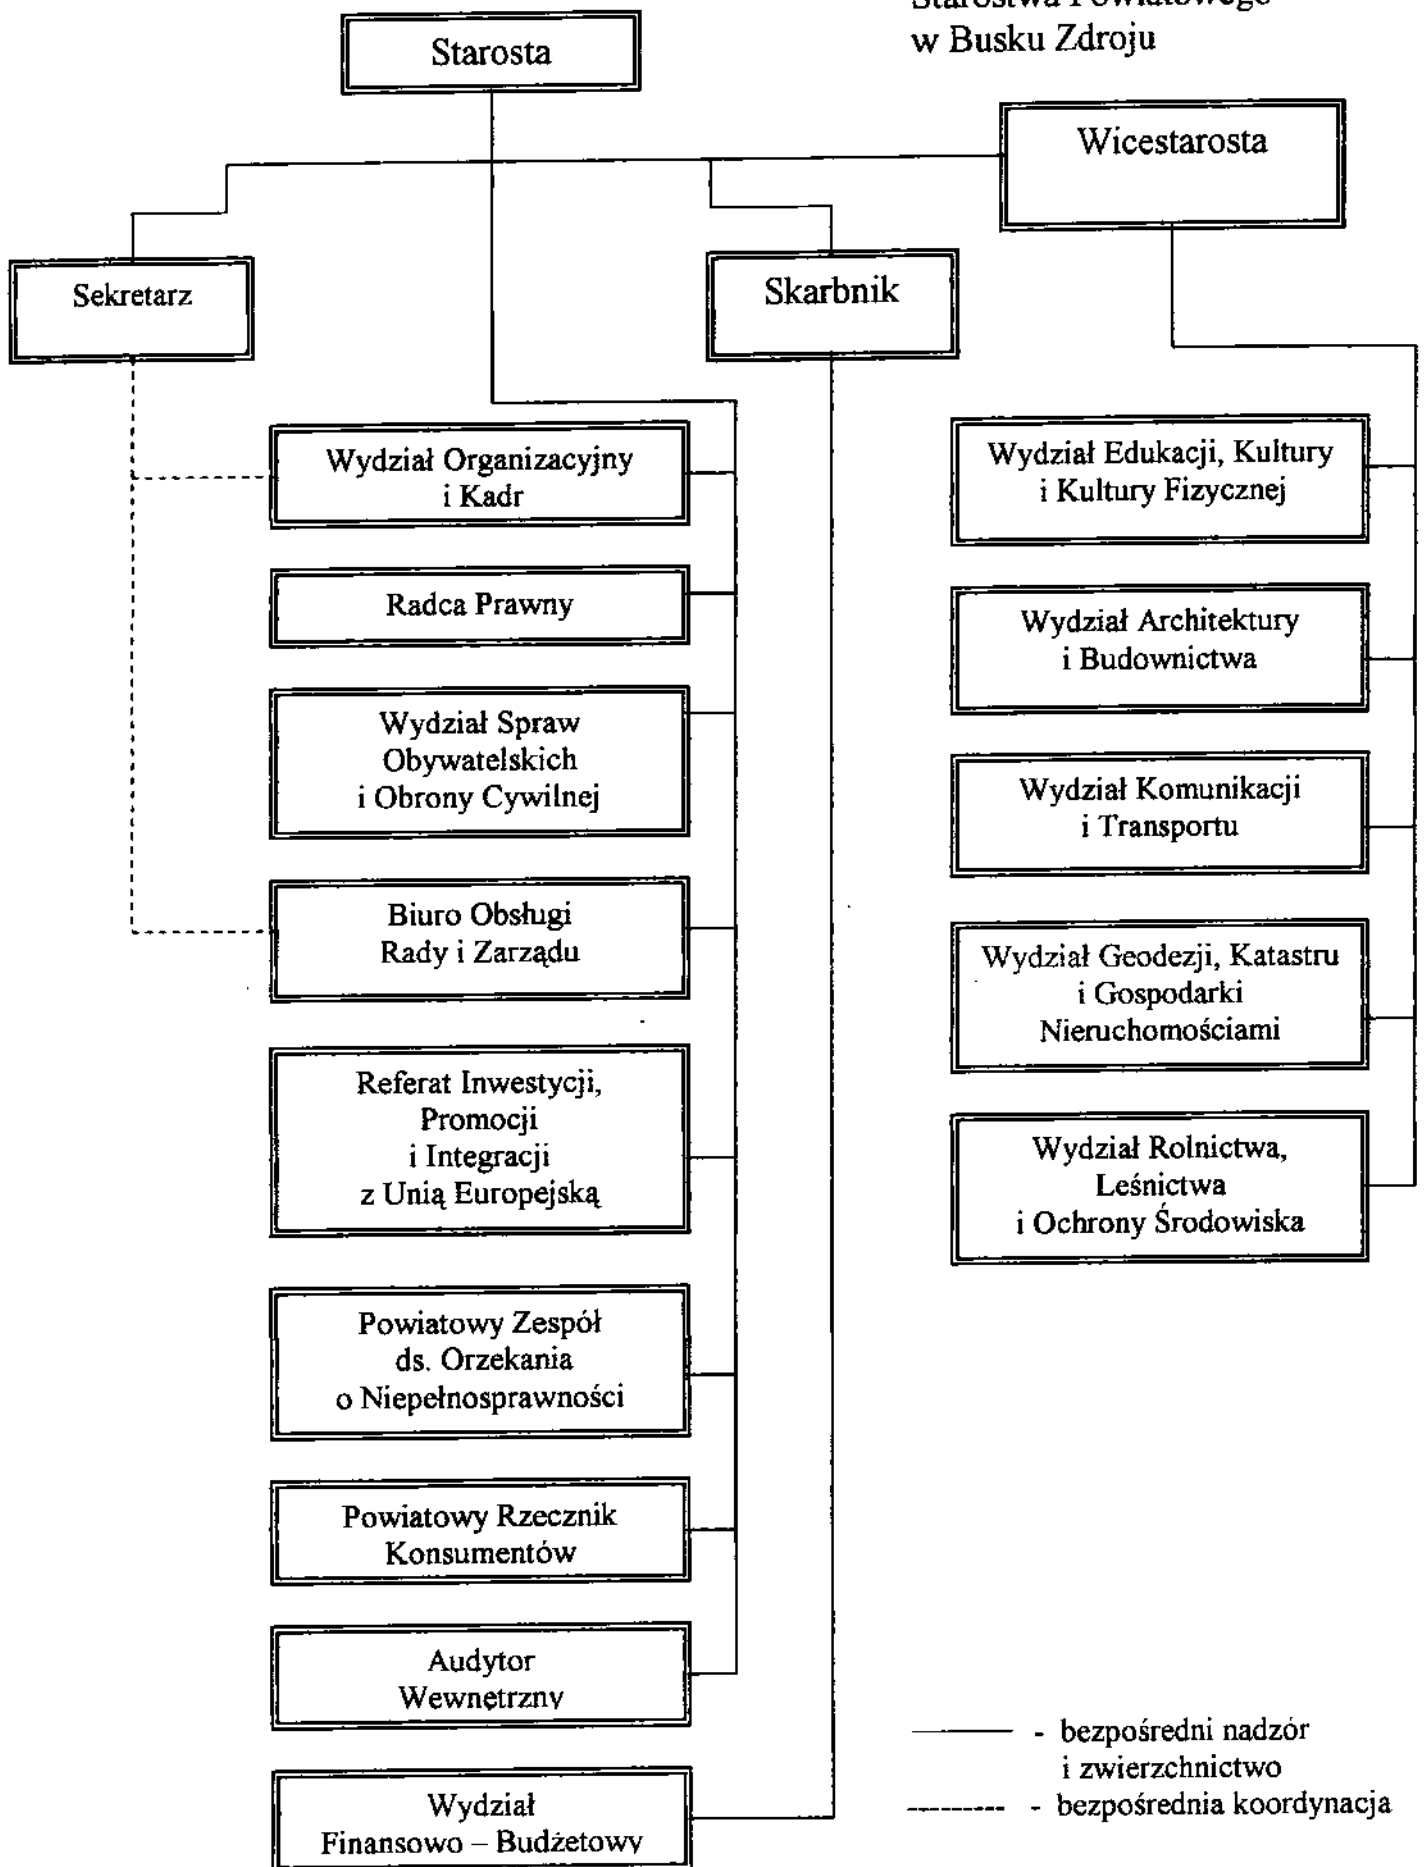 Starostwa Powiatowego
w Busku Zdroju
Starosta
Wicestarosta
Sekretarz
Skarbnik
Wydział Organizacyjny
i Kadr
Radca Prawny
Wydział Spraw
Obywatelskich
i Obrony Cywilnej
Biuro Obsługi
Rady i Zarządu
Referat Inwestycji,
Promocji
i Integracji
z Unią Europejską
Powiatowy Zespół
ds. Orzekania
o Niepełnosprawności
Powiatowy Rzecznik
Konsumentów
Audytor
Wewnętrzny
Wydział
Finansowo – Budżetowy
Wydział Edukacji, Kultury
i Kultury Fizycznej
Wydział Architektury
i Budownictwa
Wydział Komunikacji
i Transportu
Wydział Geodezji, Katastru
i Gospodarki
Nieruchomościami
Wydział Rolnictwa,
Leśnictwa
i Ochrony Środowiska
- bezpośredni nadzór
i zwierzchnictwo
- bezpośrednia koordynacja